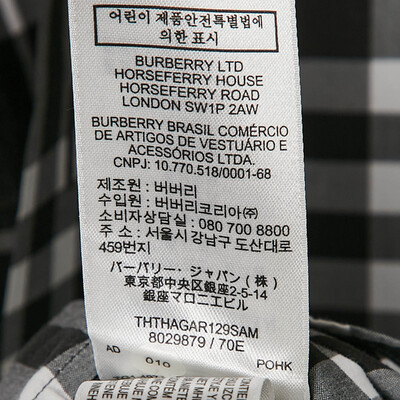 어린이 제품안전특별법에
의한 표시
BURBERRY LTD
HORSEFERRY HOUSE
HORSEFERRY ROAD
LONDON SW1P 2AW
BURBERRY BRASIL COMÉRCIO
DE ARTIGOS DE VESTUÁRIO E
ACESSÓRIOS LTDA.
CNPJ: 10.770.518/0001-68
제조원 : 버버리
수입원 : 버버리코리아㈜
소비자상담실 : 080 700 8800
주 소 : 서울시강남구 도산대로
459번지
バーバリー・ジャパン (株)
東京都中央区銀座2-5-14
銀座マロニエビル
THTHAGAR129SAM
8029879 / 70E
AD 010 POHK